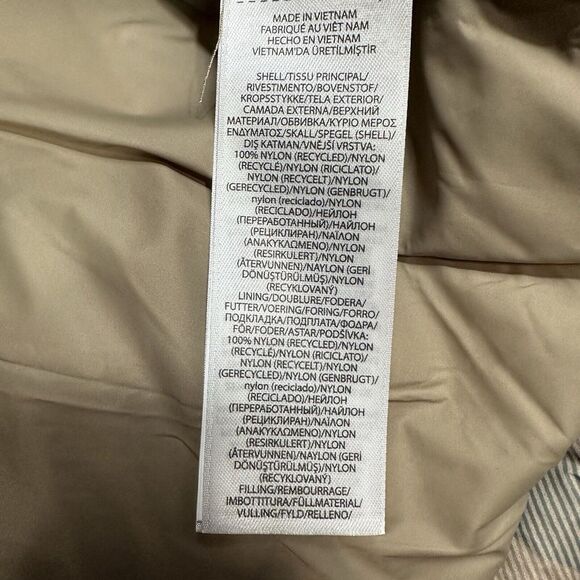 MADE IN VIETNAM
FABRIQUÉ AU VIÊT NAM
HECHO EN VIETNAM
VIETNAM'DA ÜRETİLMİŞTİR
SHELL/TISSU PRINCIPAL/
RIVESTIMENTO/BOVENSTOF/
KROPSSTYKKE/TELA EXTERIOR/
CAMADA EXTERNA/ВЕРХНИЙ
МАТЕРИАЛ/ОБВИВКА/ΚΥΡΙΟ ΜΕΡΟΣ
ΕΝΔΥΜΑΤΟΣ/SKALL/SPEGEL (SHELL)/
DIŞ KATMAN/VNĚJŠÍ VRSTVA:
100% NYLON (RECYCLED)/NYLON
(RECYCLÉ)/NYLON (RICICLATO)/
NYLON (RECYCELT)/NYLON
(GERECYCLED)/NYLON (GENBRUGT)/
nylon (reciclado)/NYLON
(RECICLADO)/НЕЙЛОН
(ПЕРЕРАБОТАННЫЙ)/НАЙЛОН
(РЕЦИКЛИРАН)/ΝΑΪΛΟΝ
(ΑΝΑΚΥΚΛΩΜΕΝΟ)/NYLON
(RESIRKULERT)/NYLON
(ÅTERVUNNEN)/NAYLON (GERİ
DÖNÜŞTÜRÜLMÜŞ)/NYLON
(RECYKLOVANÝ)
LINING/DOUBLURE/FODERA/
FUTTER/VOERING/FORING/FORRO/
ПОДКЛАДКА/ПОДПЛАТА/ΦΟΔΡΑ/
FÔR/FODER/ASTAR/PODŠÍVKA:
100% NYLON (RECYCLED)/NYLON
(RECYCLÉ)/NYLON (RICICLATO)/
NYLON (RECYCELT)/NYLON
(GERECYCLED)/NYLON (GENBRUGT)/
nylon (reciclado)/NYLON
(RECICLADO)/НЕЙЛОН
(ПЕРЕРАБОТАННЫЙ)/НАЙЛОН
(РЕЦИКЛИРАН)/ΝΑΪΛΟΝ
(ΑΝΑΚΥΚΛΩΜΕΝΟ)/NYLON
(RESIRKULERT)/NYLON
(ÅTERVUNNEN)/NAYLON (GERİ
DÖNÜŞTÜRÜLMÜŞ)/NYLON
(RECYKLOVANÝ)
FILLING/REMBOURRAGE/
IMBOTTITURA/FÜLLMATERIAL/
VULLING/FYLD/RELLENO/